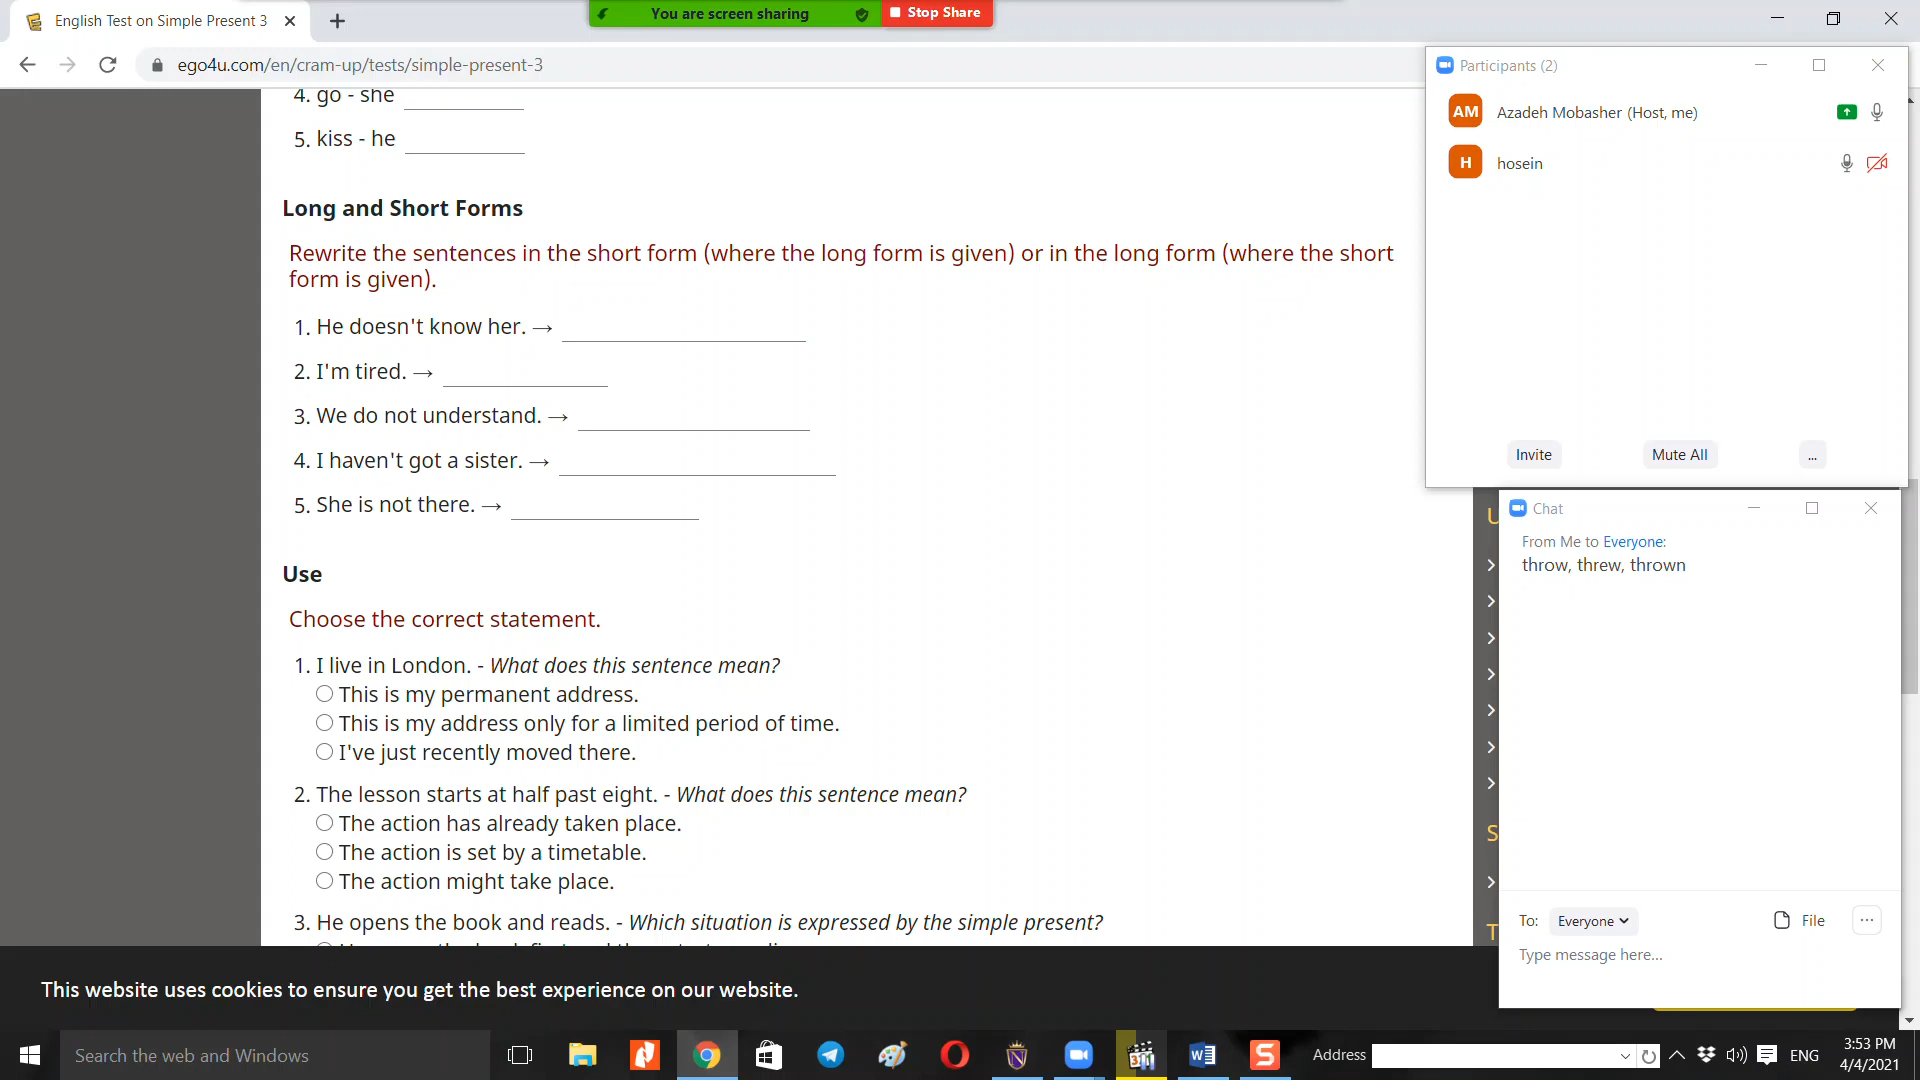 English Test on Simple Present 3
You are screen sharing
Stop Share
ego4u.com/en/cram-up/tests/simple-present-3
4. go - she
5. kiss - he
Long and Short Forms
Rewrite the sentences in the short form (where the long form is given) or in the long form (where the short
form is given).
1. He doesn't know her. →
2. I'm tired. →
3. We do not understand. →
4. I haven't got a sister. →
5. She is not there. →
Use
Choose the correct statement.
1. I live in London. - What does this sentence mean?
This is my permanent address.
This is my address only for a limited period of time.
I've just recently moved there.
2. The lesson starts at half past eight. - What does this sentence mean?
The action has already taken place.
The action is set by a timetable.
The action might take place.
3. He opens the book and reads. - Which situation is expressed by the simple present?
This website uses cookies to ensure you get the best experience on our website.
Participants (2)
AM Azadeh Mobasher (Host, me)
H hosein
Invite
Mute All
...
U
S
T
Chat
From Me to Everyone:
throw, threw, thrown
To: Everyone
File
Type message here...
Search the web and Windows
Address
ENG
3:53 PM
4/4/2021